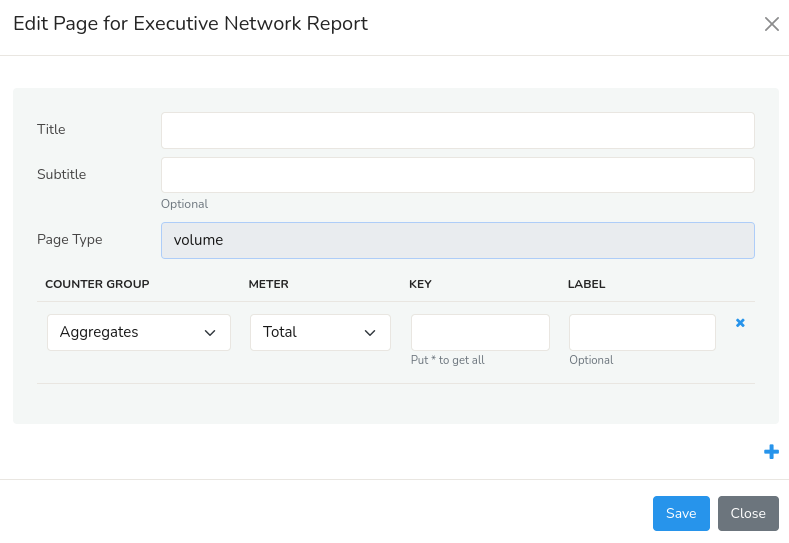 Edit Page for Executive Network Report
Title
Subtitle
Optional
Page Type
volume
COUNTER GROUP METER KEY LABEL
Aggregates Total
Put * to get all Optional
Save Close